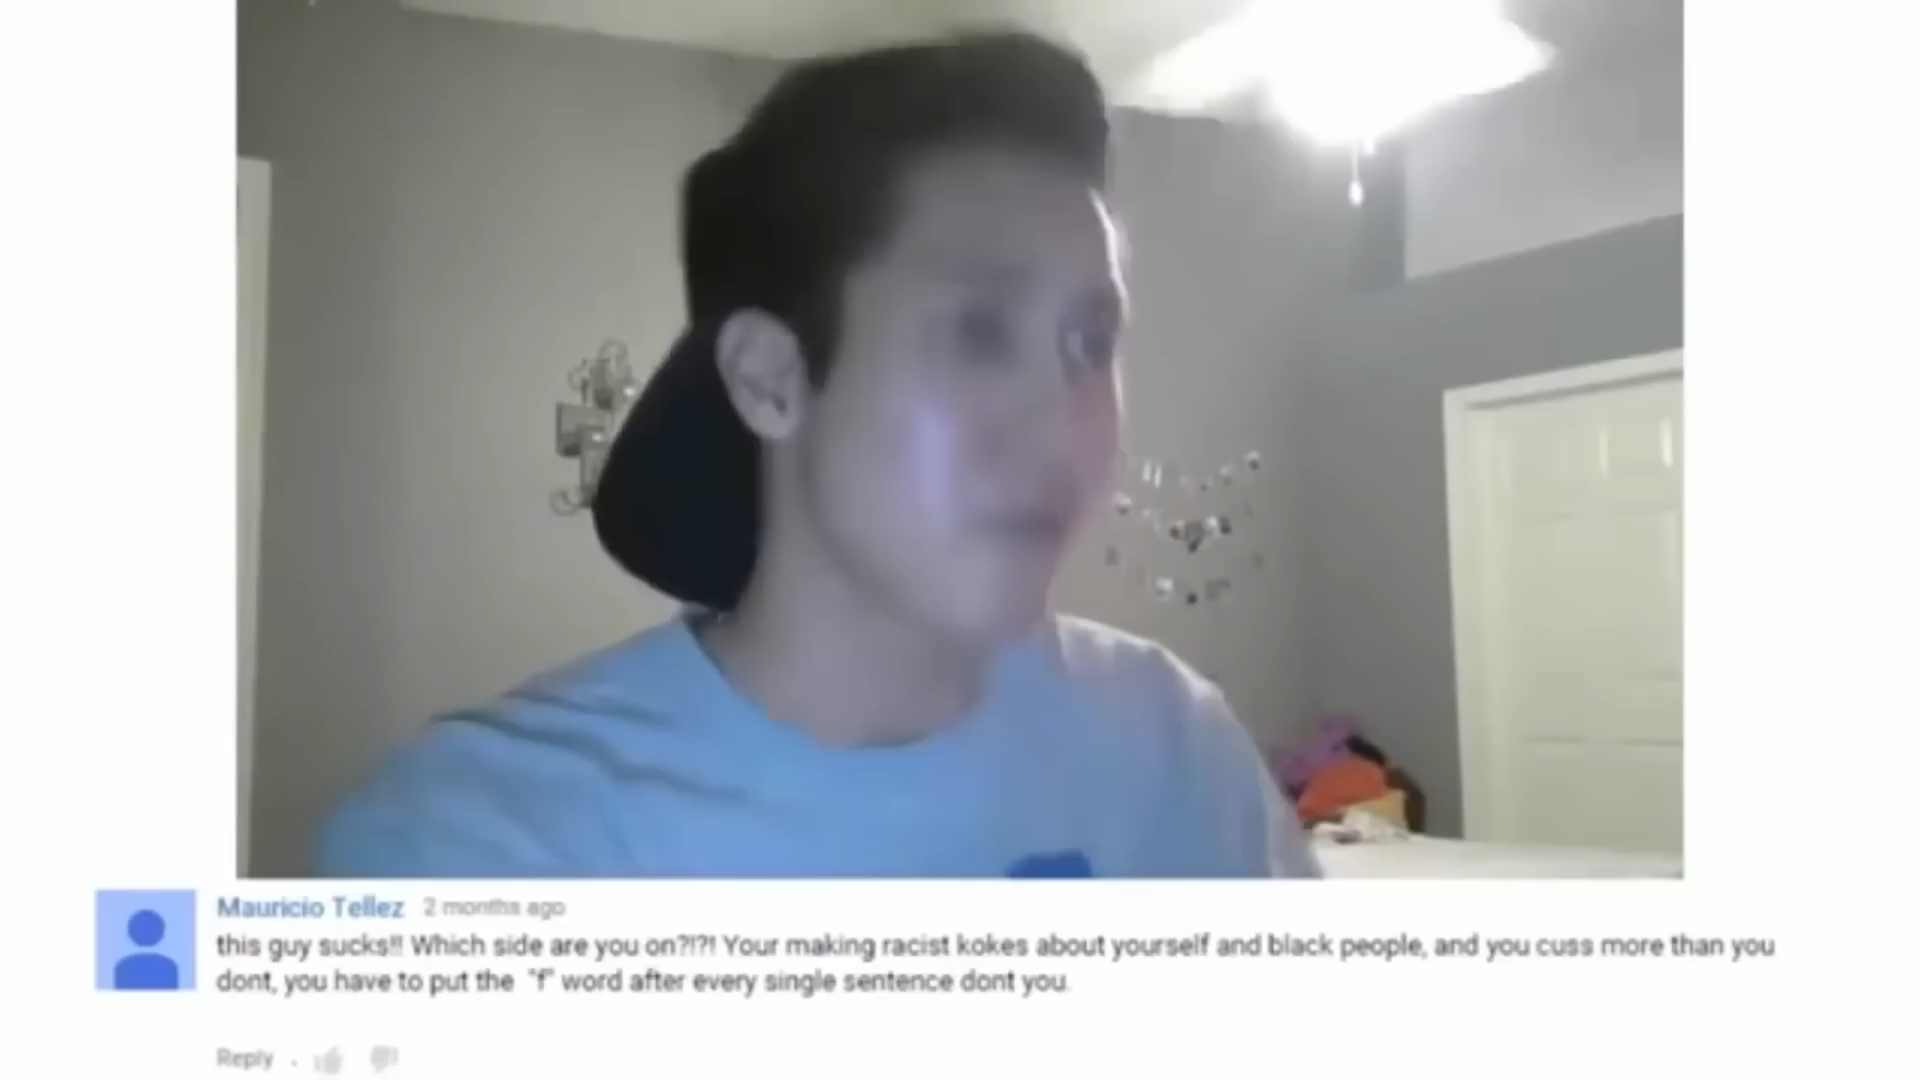 Mauricio Tellez 2 months ago
this guy sucks!! Which side are you on?!?! Your making racist kokes about yourself and black people, and you cuss more than you
dont, you have to put the "f" word after every single sentence dont you.
Reply .